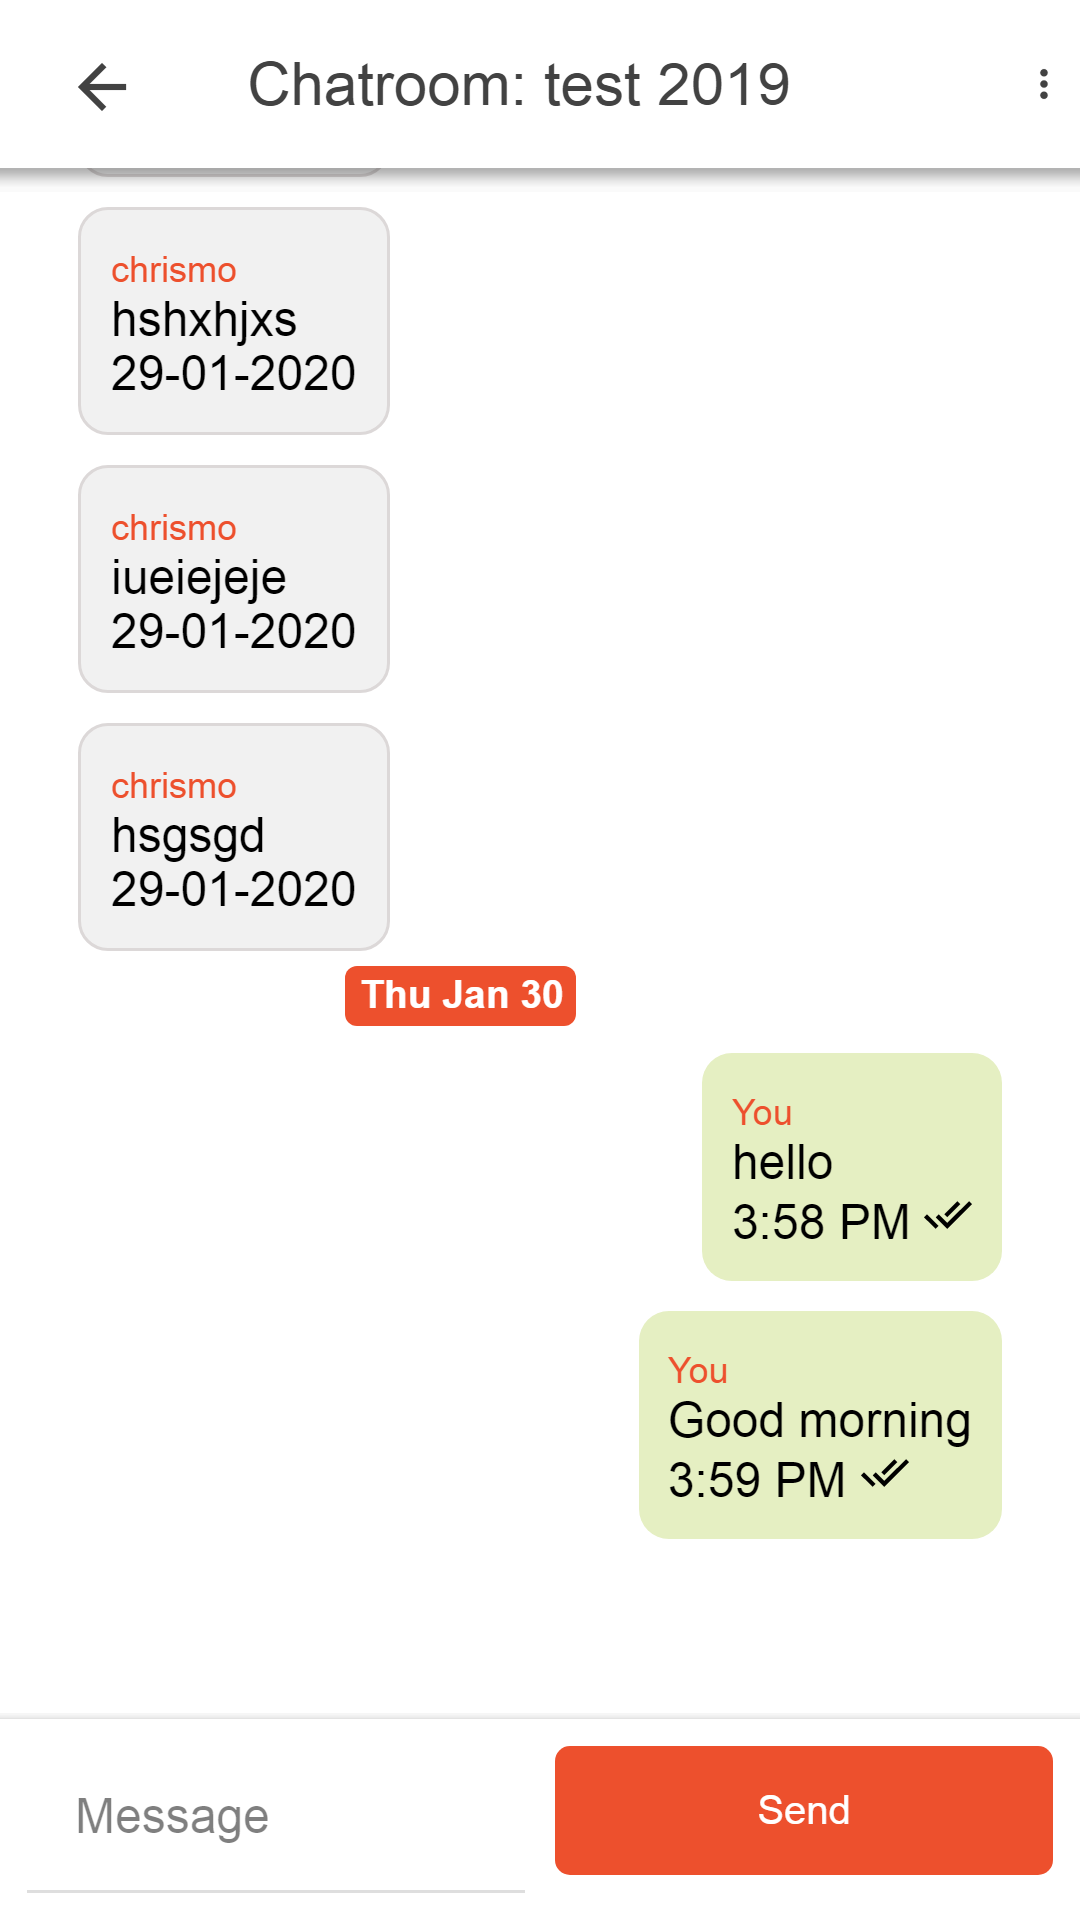 Chatroom: test 2019
chrismo
hshxhjxs
29-01-2020
chrismo
iueiejeje
29-01-2020
chrismo
hsgsgd
29-01-2020
Thu Jan 30
You
hello
3:58 PM
You
Good morning
3:59 PM
Message
Send